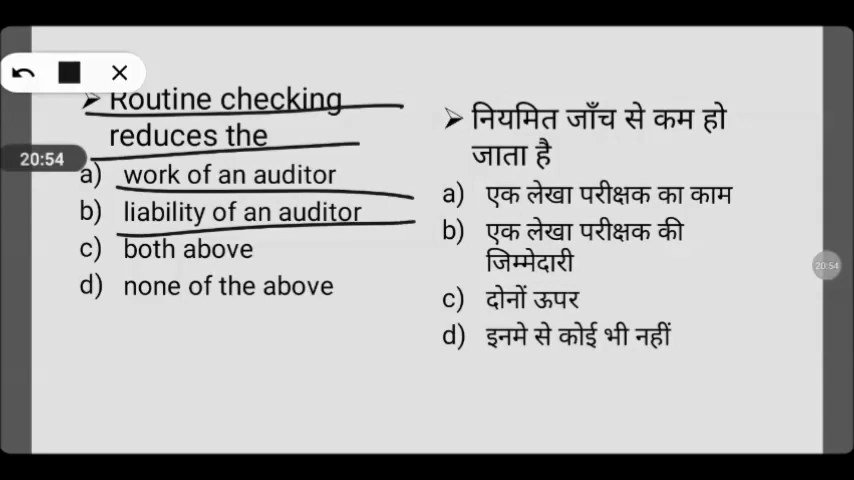 ➤ Routine checking
reduces the
a) work of an auditor
b) liability of an auditor
c) both above
d) none of the above
➤ नियमित जाँच से कम हो
जाता है
a) एक लेखा परीक्षक का काम
b) एक लेखा परीक्षक की
जिम्मेदारी
c) दोनों ऊपर
d) इनमे से कोई भी नहीं
20:54
20:54